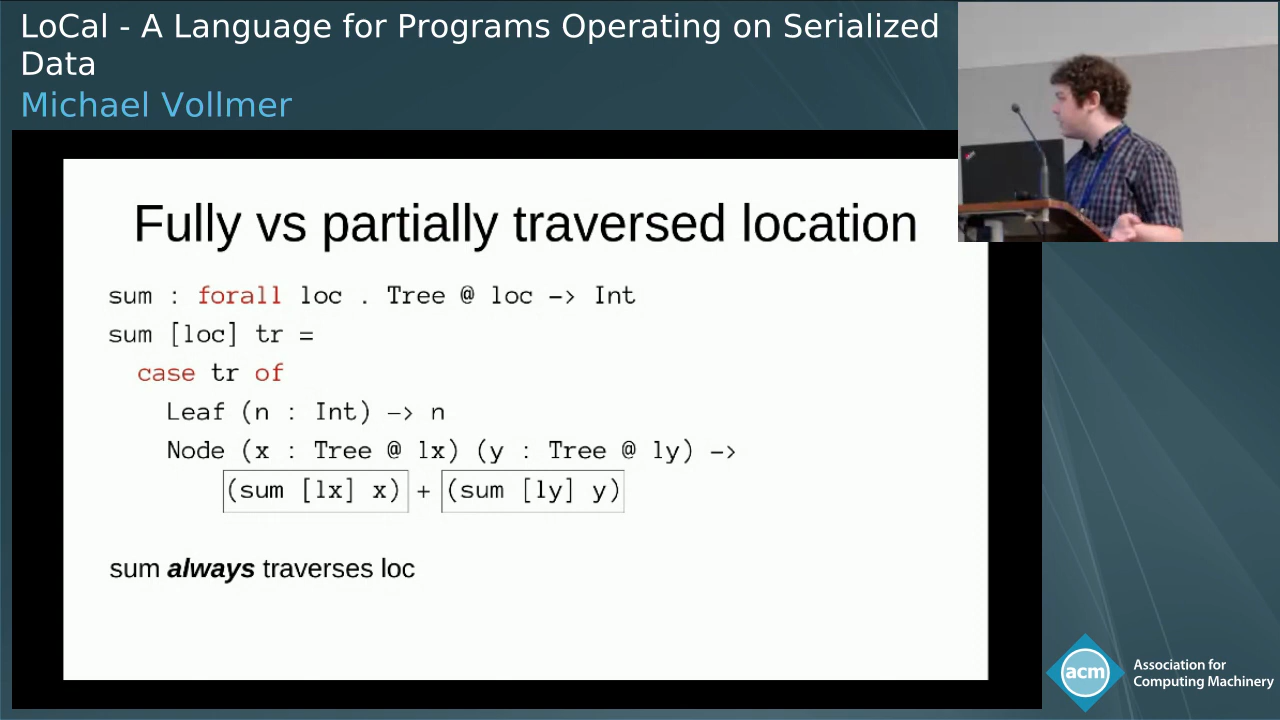 LoCal - A Language for Programs Operating on Serialized
Data
Michael Vollmer
Fully vs partially traversed location
sum : forall loc . Tree @ loc -> Int
sum [loc] tr =
case tr of
Leaf (n : Int) -> n
Node (x : Tree @ lx) (y : Tree @ ly) ->
(sum [lx] x) + (sum [ly] y)
sum always traverses loc
acm
Association for
Computing Machinery